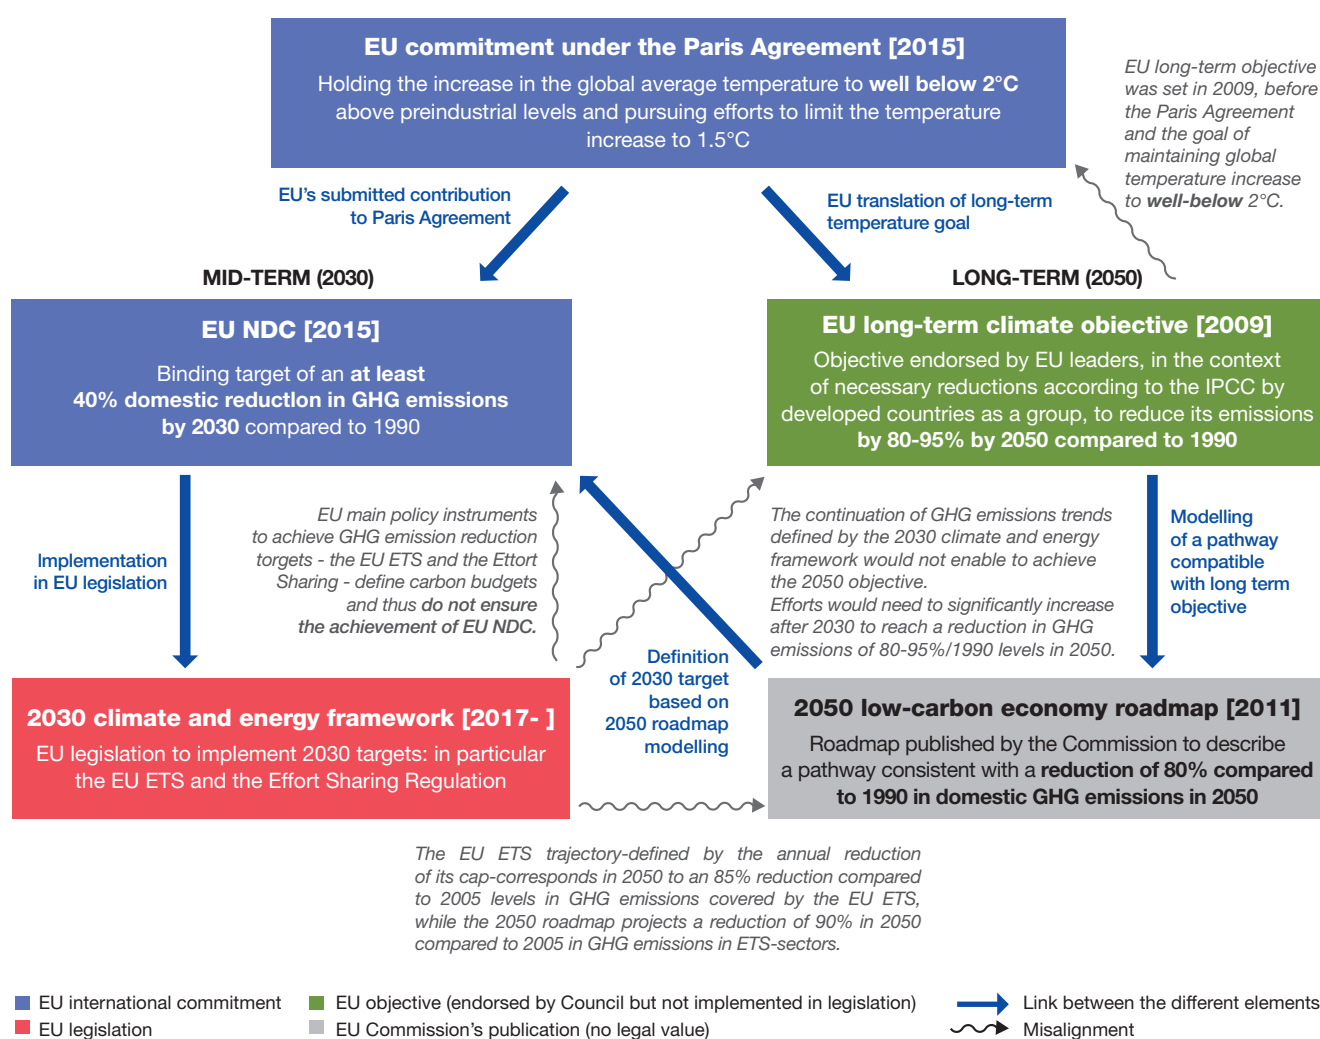 EU commitment under the Paris Agreement [2015]
Holding the increase in the global average temperature to well below 2°C
above preindustrial levels and pursuing efforts to limit the temperature
increase to 1.5°C
EU long-term objective
was set in 2009, before
the Paris Agreement
and the goal of
maintaining global
temperature increase
to well-below 2°C.
EU's submitted contribution
to Paris Agreement
EU translation of long-term
temperature goal
MID-TERM (2030)
LONG-TERM (2050)
EU NDC [2015]
Binding target of an at least
40% domestic reductIon in GHG emissions
by 2030 compared to 1990
EU long-term climate obiective [2009]
Objective endorsed by EU leaders, in the context
of necessary reductions according to the IPCC by
developed countries as a group, to reduce its emissions
by 80-95% by 2050 compared to 1990
Implementation
in EU legislation
EU main policy instruments
to achieve GHG emission reduction
torgets - the EU ETS and the Ettort
Sharing - define carbon budgets
and thus do not ensure
the achievement of EU NDC.
The continuation of GHG emissions trends
defined by the 2030 climate and energy
framework would not enable to achieve
the 2050 objective.
Efforts would need to significantly increase
after 2030 to reach a reduction in GHG
emissions of 80-95%/1990 levels in 2050.
Modelling
of a pathway
compatible
with long term
objective
Definition
of 2030 target
based on
2050 roadmap
modelling
2030 climate and energy framework [2017- ]
EU legislation to implement 2030 targets: in particular
the EU ETS and the Effort Sharing Regulation
2050 low-carbon economy roadmap [2011]
Roadmap published by the Commission to describe
a pathway consistent with a reduction of 80% compared
to 1990 in domestic GHG emissions in 2050
The EU ETS trajectory-defined by the annual reduction
of its cap-corresponds in 2050 to an 85% reduction compared
to 2005 levels in GHG emissions covered by the EU ETS,
while the 2050 roadmap projects a reduction of 90% in 2050
compared to 2005 in GHG emissions in ETS-sectors.
EU international commitment
EU objective (endorsed by Council but not implemented in legislation)
Link between the different elements
EU legislation
EU Commission's publication (no legal value)
Misalignment